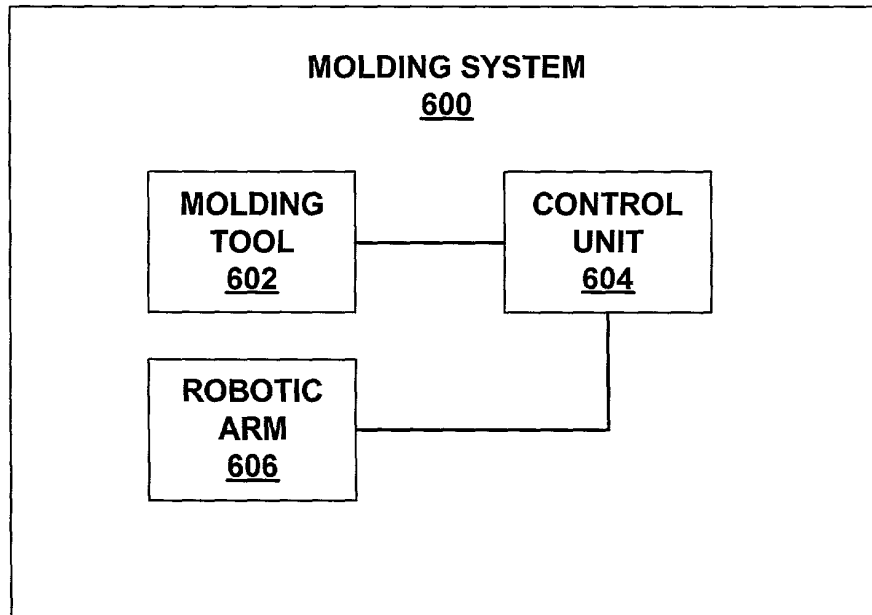 MOLDING SYSTEM
600
MOLDING
TOOL
602
CONTROL
UNIT
604
ROBOTIC
ARM
606